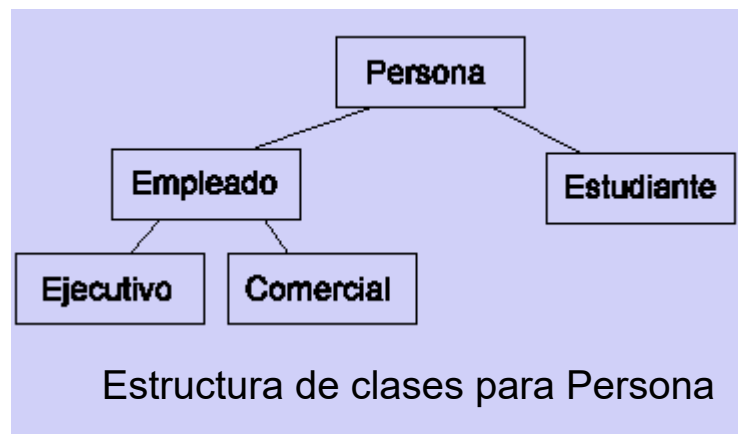 Persona
Empleado
Estudiante
Ejecutivo
Comercial
Estructura de clases para Persona